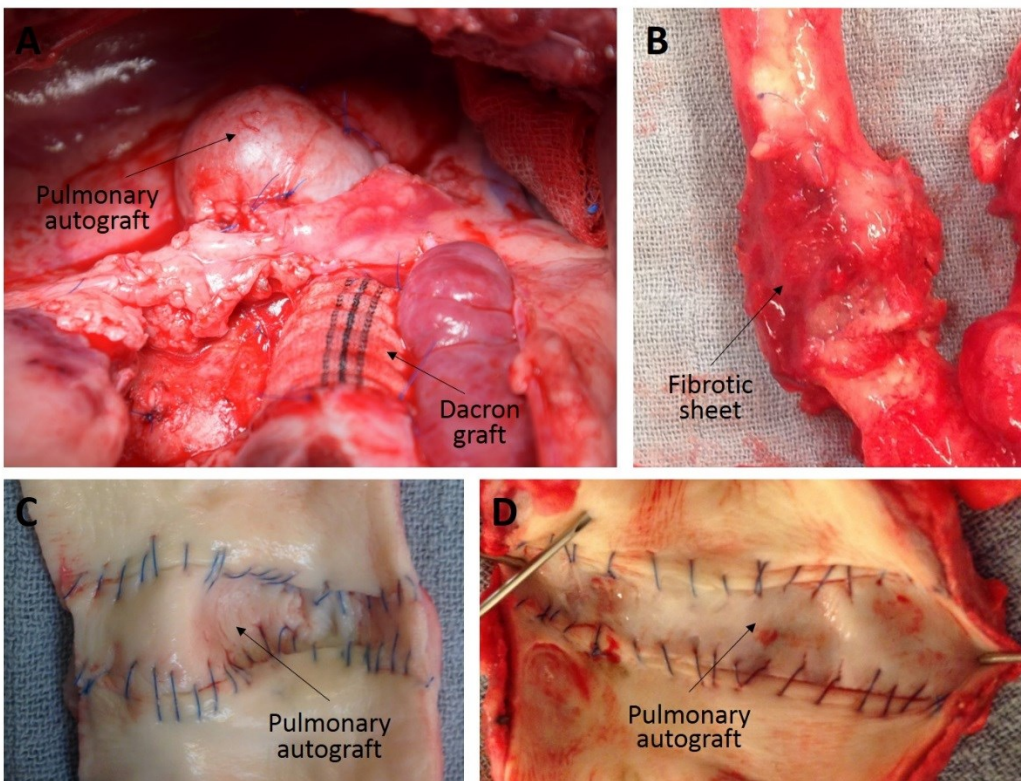 A
Pulmonary
autograft
Dacron
graft
B
Fibrotic
sheet
C
Pulmonary
autograft
D
Pulmonary
autograft